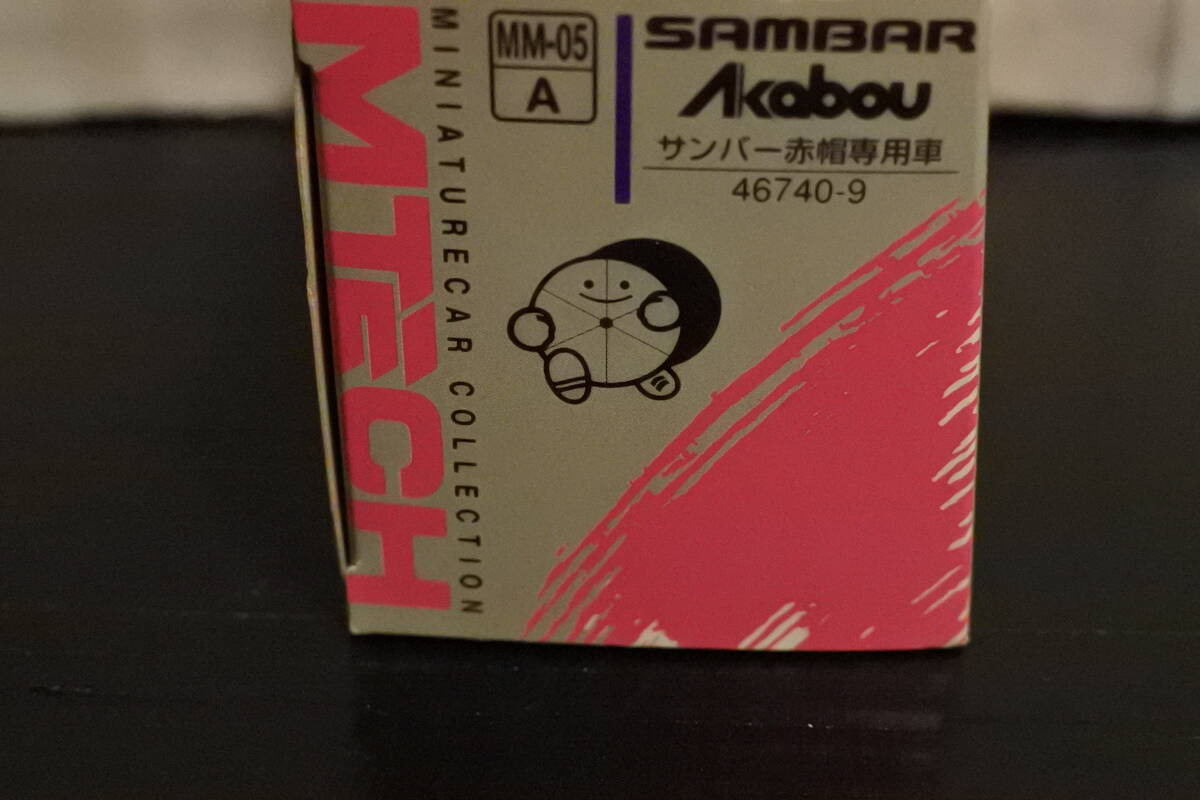 MTECH
MINIATURECAR COLLECTION
MM-05
A
SAMBAR
Akabou
サンバー赤帽専用車
46740-9